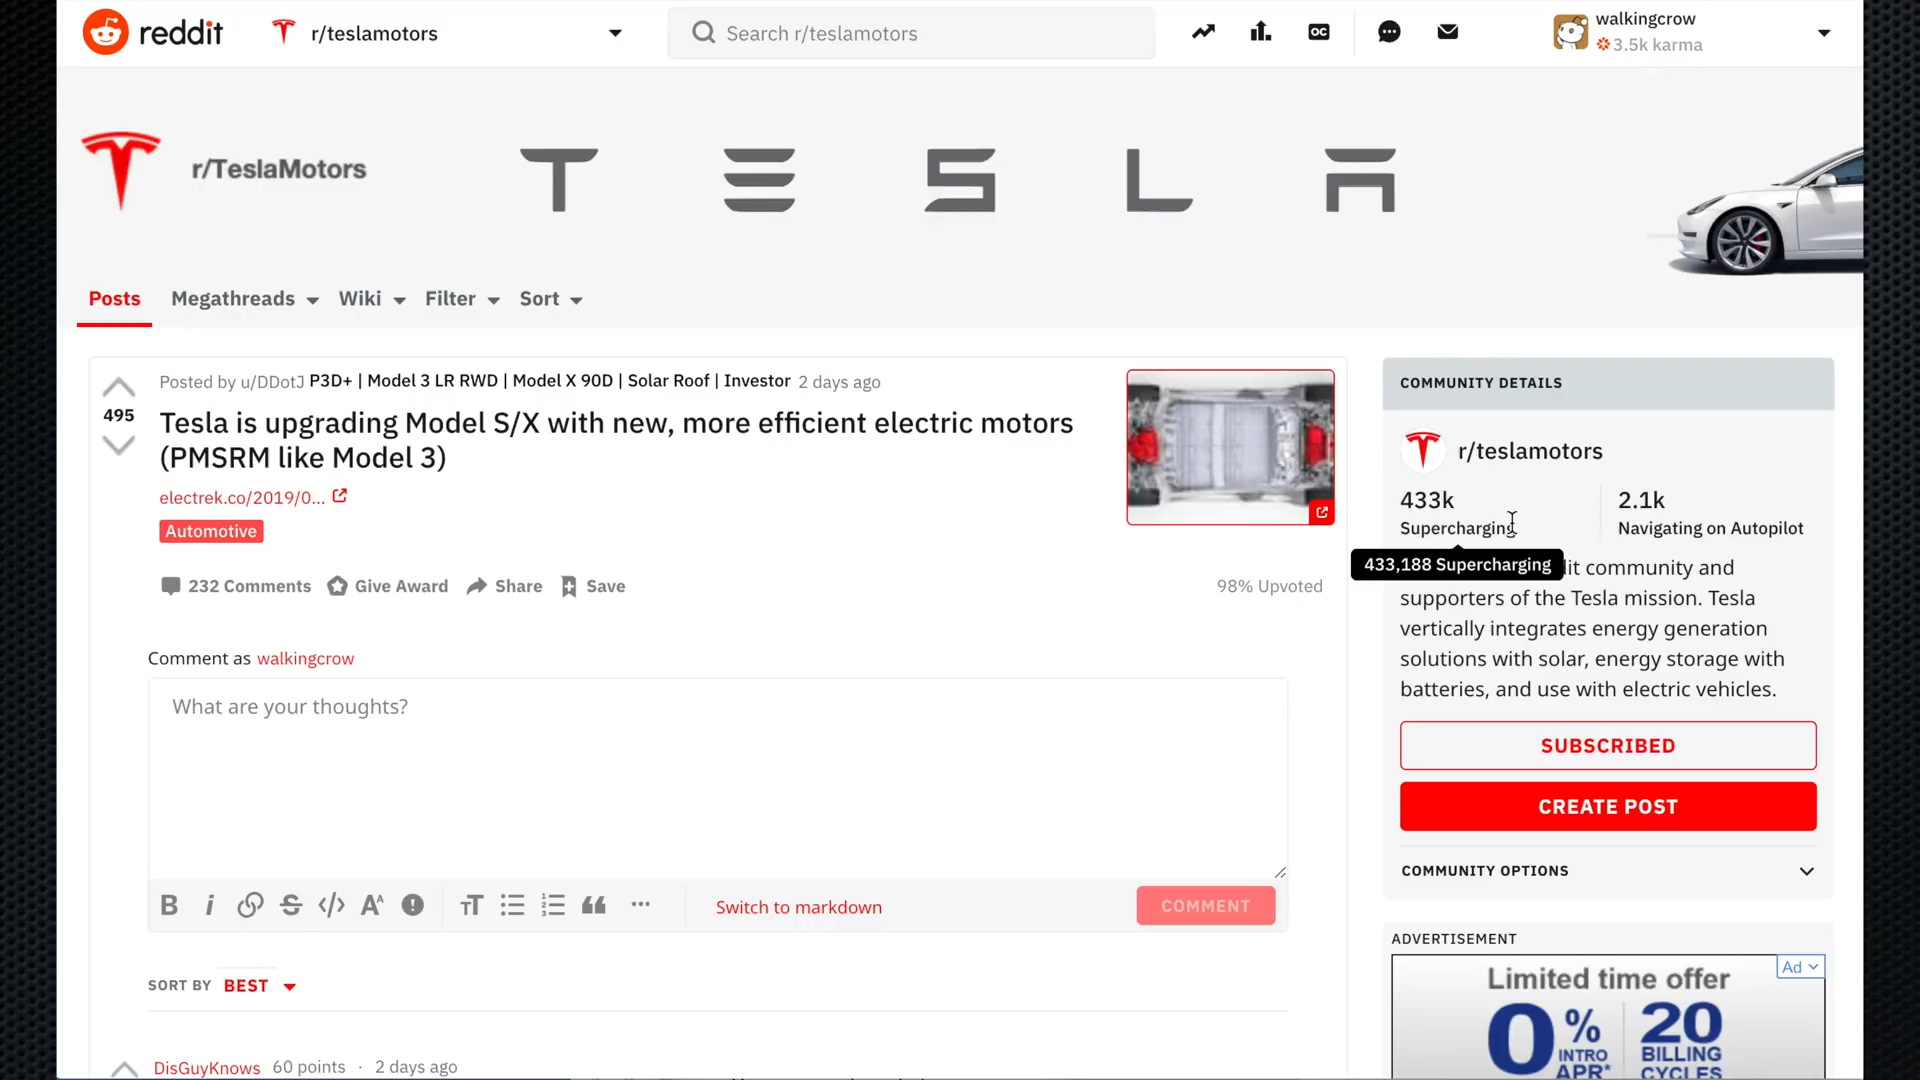 reddit
r/teslamotors
Search r/teslamotors
OC
walkingcrow
3.5k karma
r/TeslaMotors
TESLA
Posts
Megathreads
Wiki
Filter
Sort
495
Posted by u/DDotJ P3D+ | Model 3 LR RWD | Model X 90D | Solar Roof | Investor 2 days ago
Tesla is upgrading Model S/X with new, more efficient electric motors
(PMSRM like Model 3)
electrek.co/2019/0...
Automotive
232 Comments
Give Award
Share
Save
98% Upvoted
Comment as walkingcrow
What are your thoughts?
Switch to markdown
COMMENT
SORT BY BEST
DisGuyKnows 60 points · 2 days ago
COMMUNITY DETAILS
r/teslamotors
433k
Supercharging
2.1k
Navigating on Autopilot
433,188 Supercharging
lit community and
supporters of the Tesla mission. Tesla
vertically integrates energy generation
solutions with solar, energy storage with
batteries, and use with electric vehicles.
SUBSCRIBED
CREATE POST
COMMUNITY OPTIONS
ADVERTISEMENT
Ad
Limited time offer
0% INTRO APR*
20 BILLING CYCLES